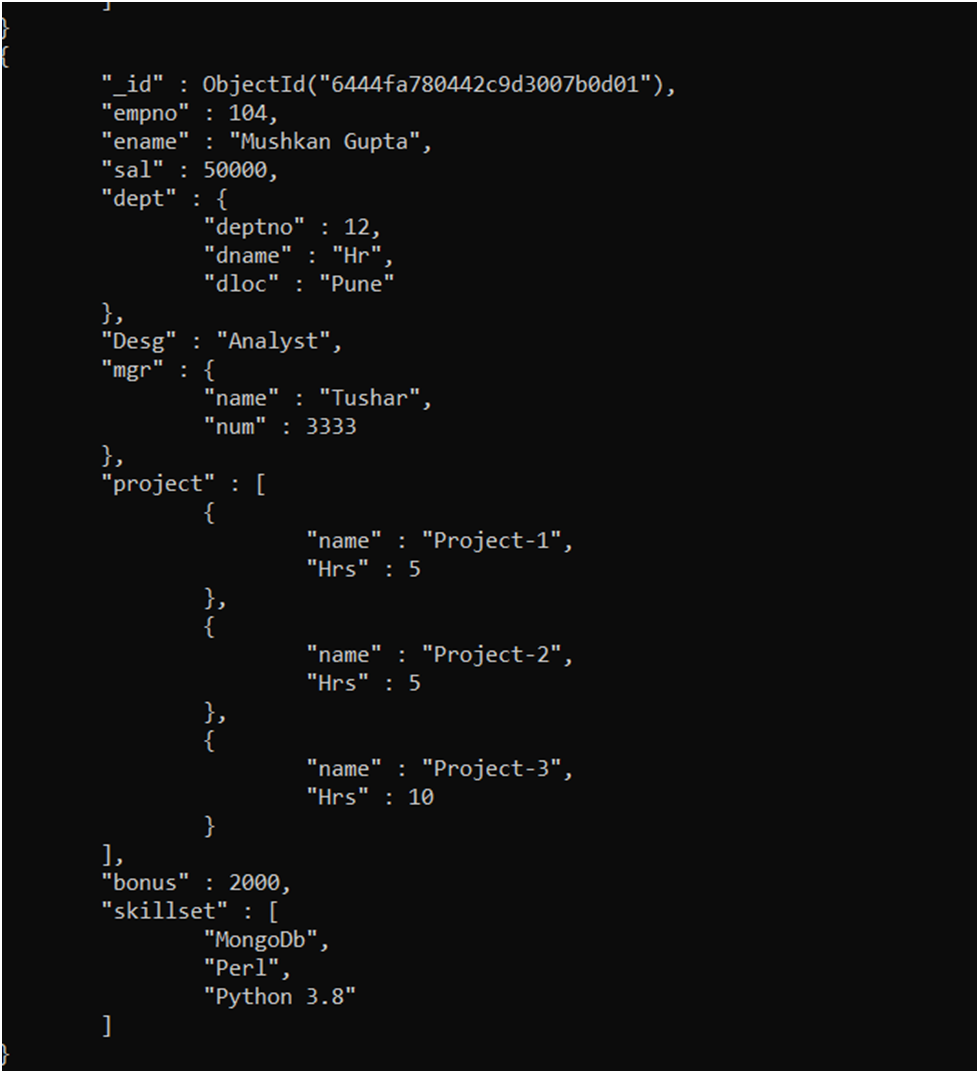 ]
}
{
"_id" : ObjectId("6444fa780442c9d3007b0d01"),
"empno" : 104,
"ename" : "Mushkan Gupta",
"sal" : 50000,
"dept" : {
"deptno" : 12,
"dname" : "Hr",
"dloc" : "Pune"
},
"Desg" : "Analyst",
"mgr" : {
"name" : "Tushar",
"num" : 3333
},
"project" : [
{
"name" : "Project-1",
"Hrs" : 5
},
{
"name" : "Project-2",
"Hrs" : 5
},
{
"name" : "Project-3",
"Hrs" : 10
}
],
"bonus" : 2000,
"skillset" : [
"MongoDb",
"Perl",
"Python 3.8"
]
}